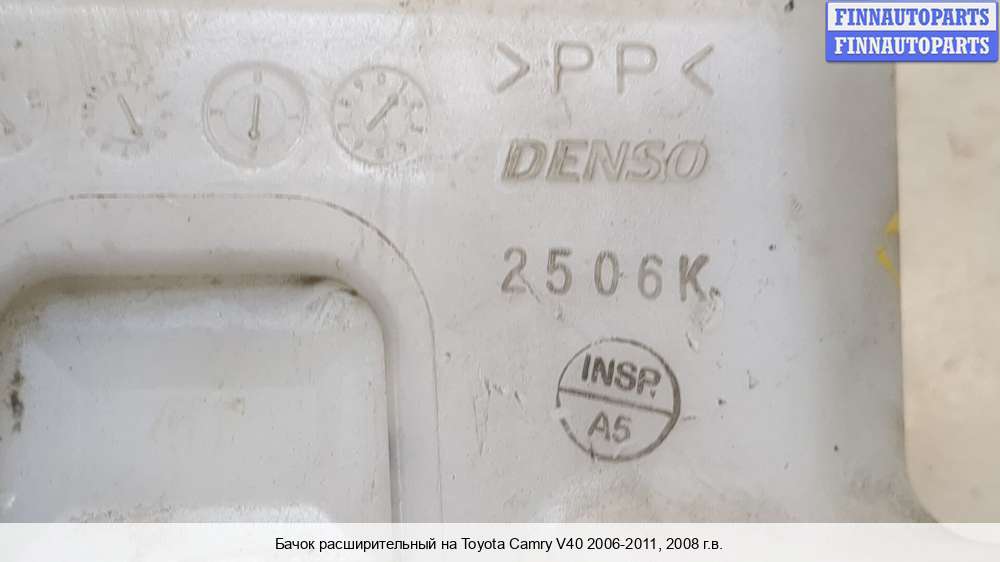 FINNAUTOPARTS
FINNAUTOPARTS
>PP<
DENSO
2506K
INSP.
A5
Бачок расширительный на Toyota Camry V40 2006-2011, 2008 г.в.